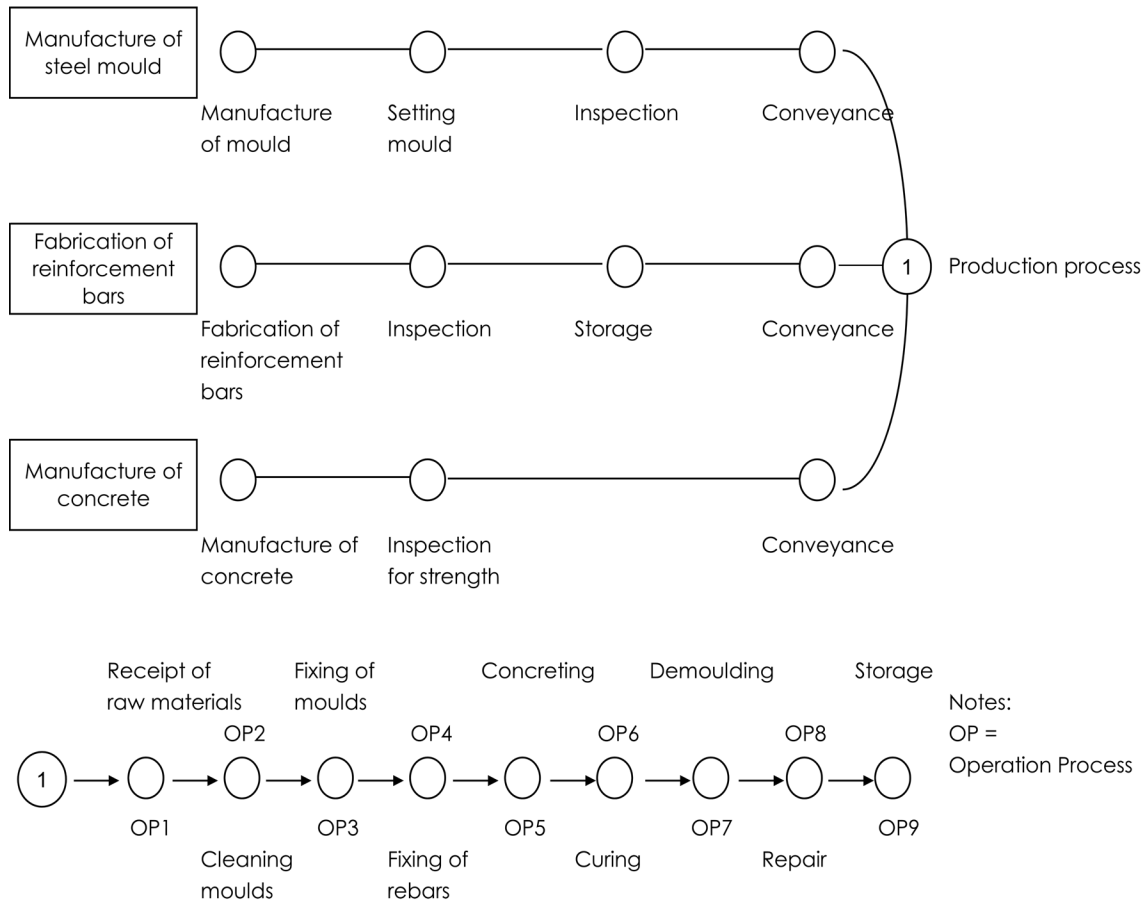 Manufacture of
steel mould
Manufacture
of mould
Setting
mould
Inspection
Conveyance
Fabrication of
reinforcement
bars
1
Production process
Fabrication of
reinforcement
bars
Inspection
Storage
Conveyance
Manufacture of
concrete
Manufacture of
concrete
Inspection
for strength
Conveyance
Receipt of
raw materials
Fixing of
moulds
Concreting
Demoulding
Storage
Notes:
OP =
Operation Process
OP2
OP4
OP6
OP8
1
OP1
OP3
OP5
OP7
OP9
Cleaning
moulds
Fixing of
rebars
Curing
Repair